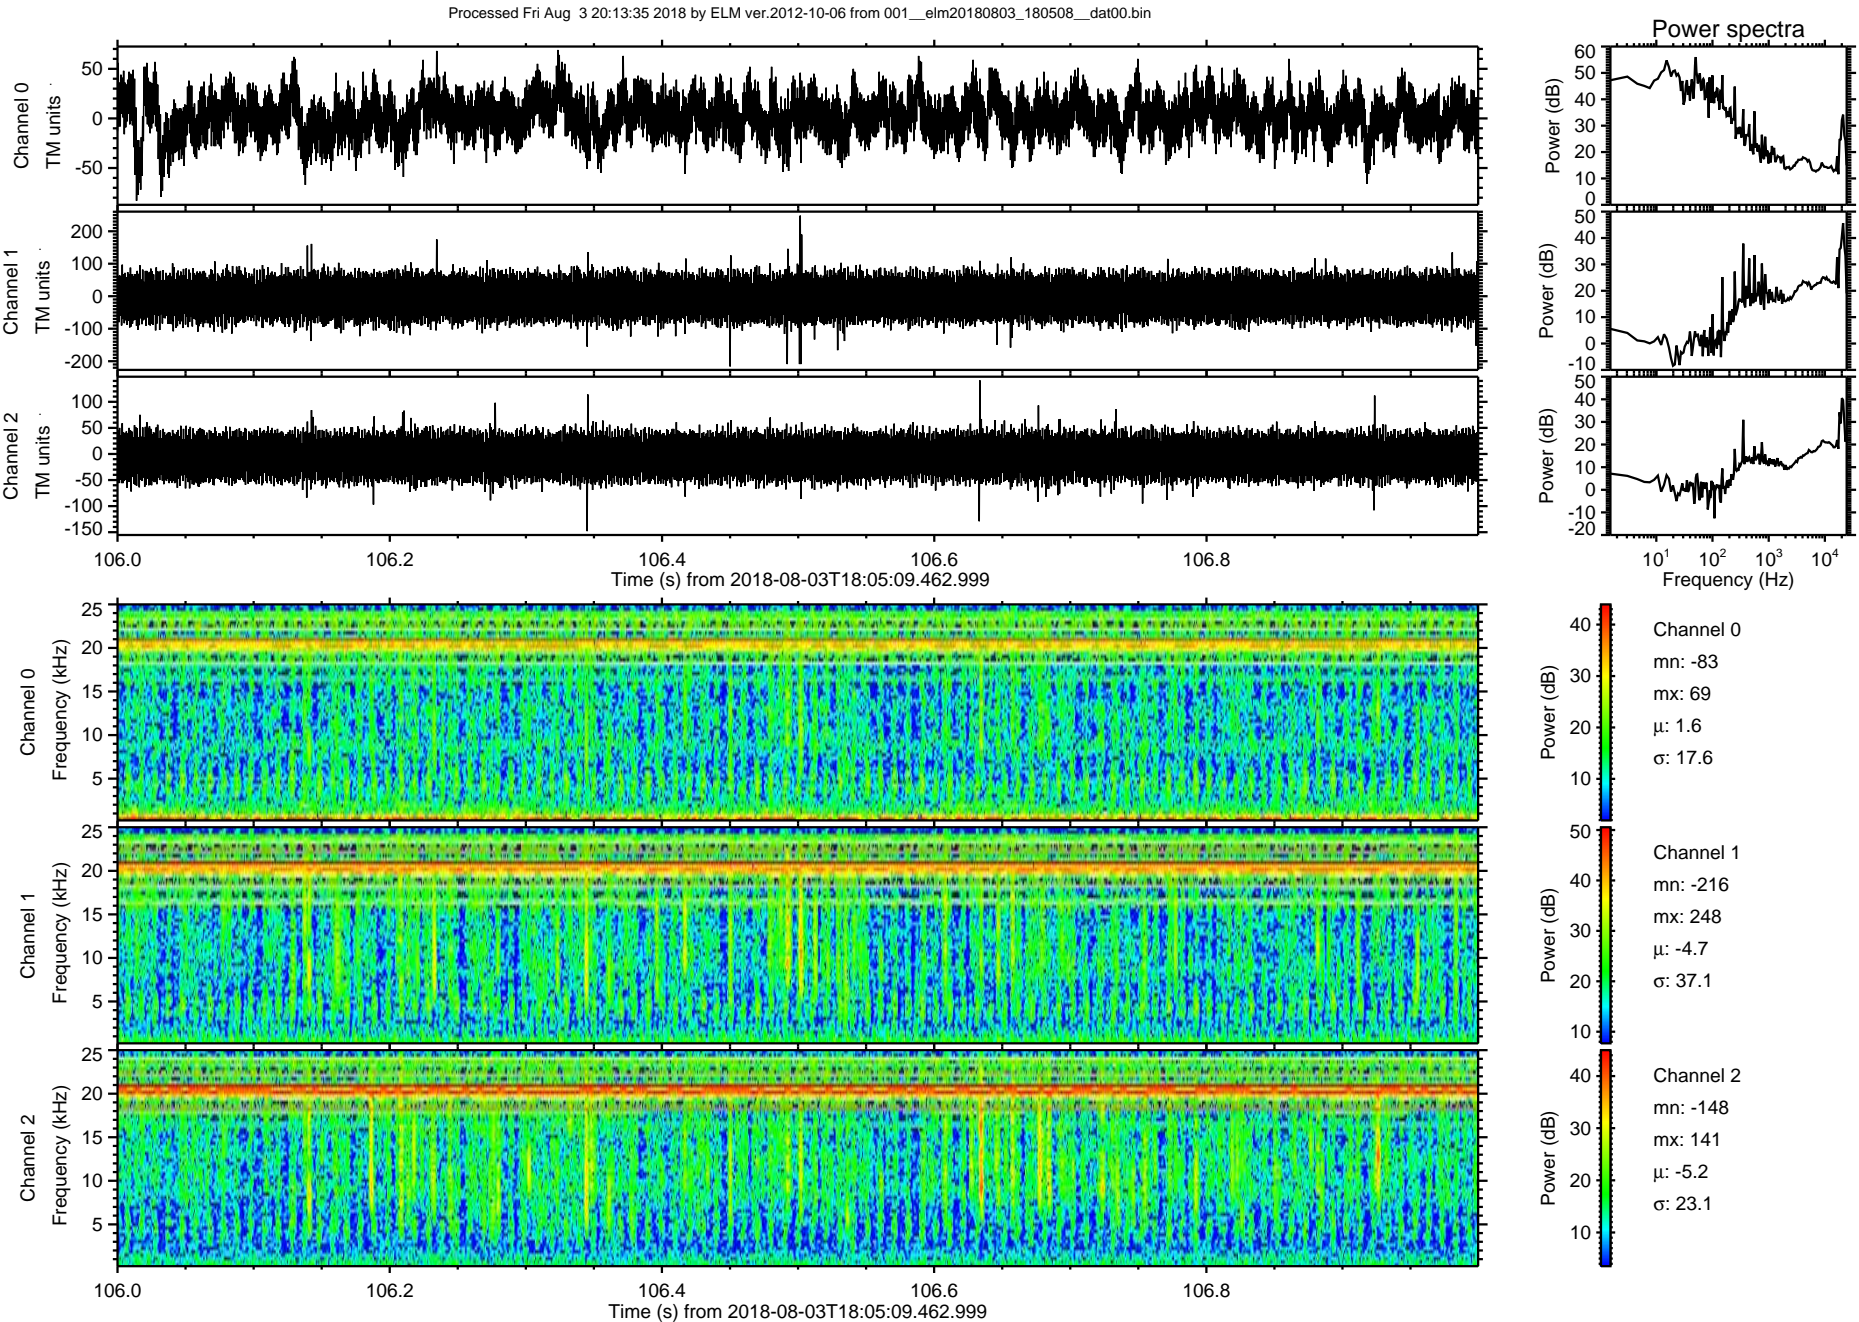 Processed Fri Aug  3 20:13:35 2018 by ELM ver.2012-10-06 from 001__elm20180803_180508__dat00.bin
Power spectra
Channel 0
TM units
50
0
-50
Power (dB)
60
50
40
30
20
10
0
Channel 1
TM units
200
100
0
-100
-200
Power (dB)
50
40
30
20
10
0
-10
Channel 2
TM units
100
50
0
-50
-100
-150
Power (dB)
50
40
30
20
10
0
-10
-20
106.0 106.2 106.4 106.6 106.8
Time (s) from 2018-08-03T18:05:09.462.999
10^1 10^2 10^3 10^4
Frequency (Hz)
Channel 0
Frequency (kHz)
25
20
15
10
5
Power (dB)
40
30
20
10
Channel 0
mn: -83
mx: 69
μ: 1.6
σ: 17.6
Channel 1
Frequency (kHz)
25
20
15
10
5
Power (dB)
50
40
30
20
10
Channel 1
mn: -216
mx: 248
μ: -4.7
σ: 37.1
Channel 2
Frequency (kHz)
25
20
15
10
5
Power (dB)
40
30
20
10
Channel 2
mn: -148
mx: 141
μ: -5.2
σ: 23.1
106.0 106.2 106.4 106.6 106.8
Time (s) from 2018-08-03T18:05:09.462.999